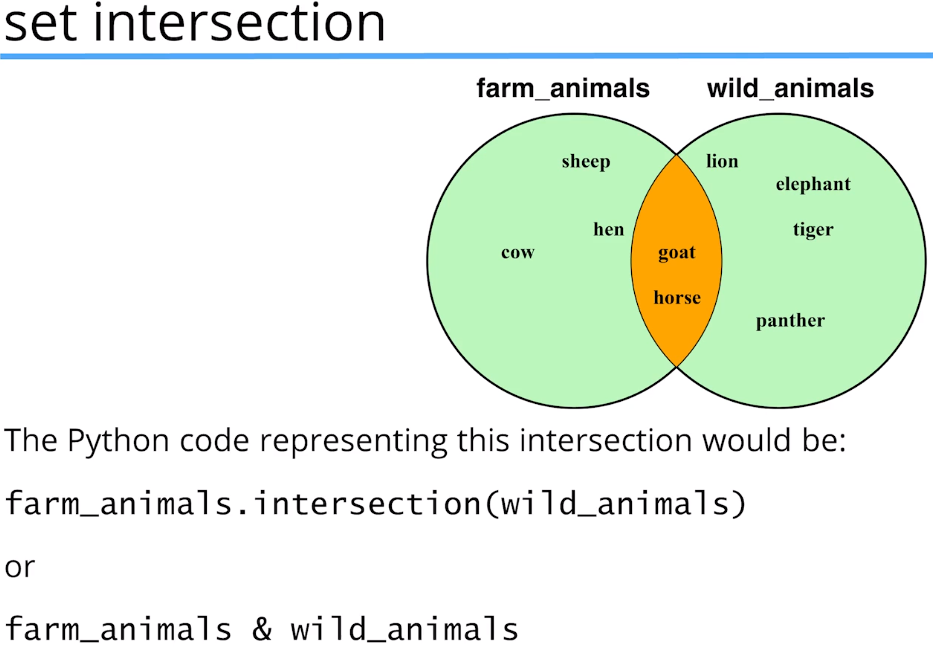 set intersection
farm_animals wild_animals
sheep lion
elephant
hen tiger
cow goat
horse
panther
The Python code representing this intersection would be:
farm_animals.intersection(wild_animals)
or
farm_animals & wild_animals